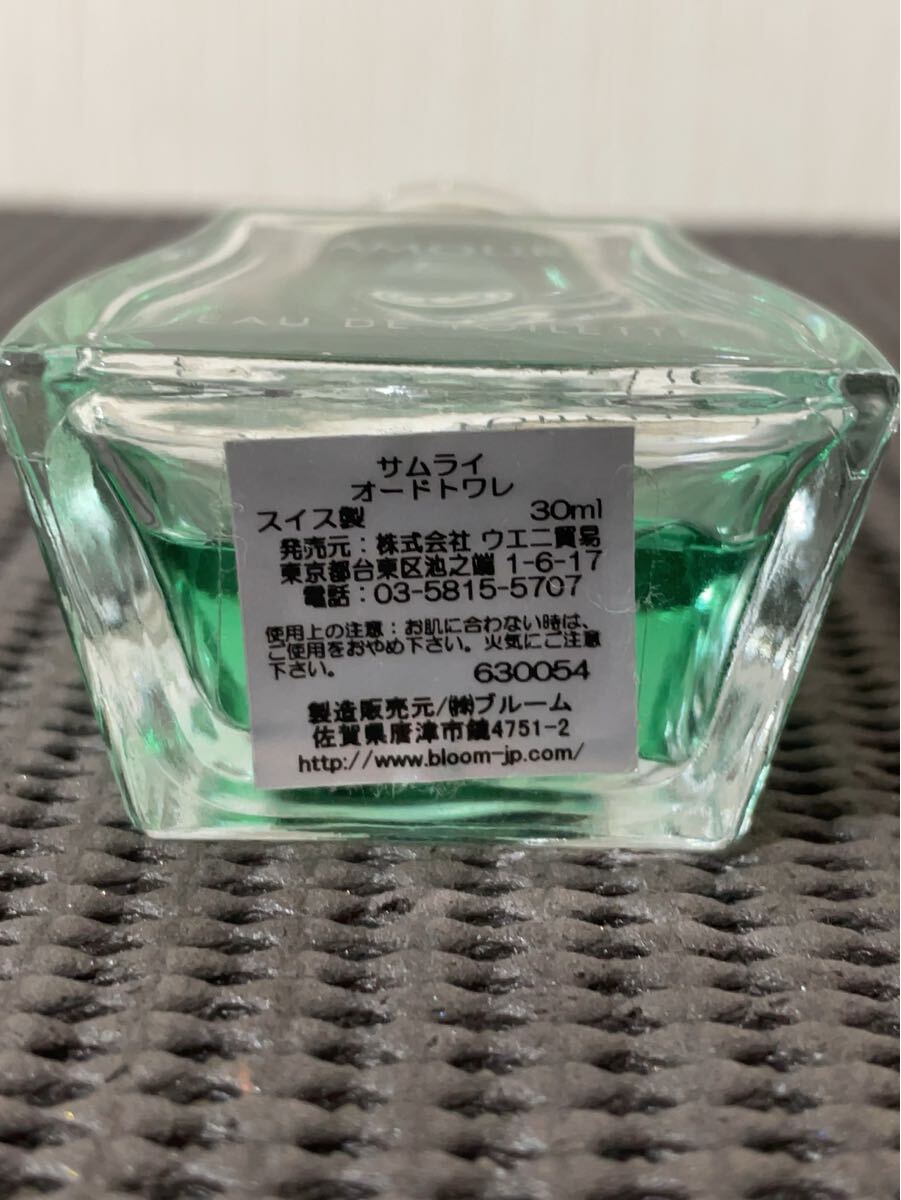 EAU DE TOILETTE
サムライ
オードトワレ
スイス製 30ml
発売元：株式会社 ウエニ貿易
東京都台東区池之端 1-6-17
電話：03-5815-5707
使用上の注意：お肌に合わない時は、
ご使用をおやめ下さい。火気にご注意
下さい。 630054
製造販売元/㈱ブルーム
佐賀県唐津市鏡4751-2
http://www.bloom-jp.com/